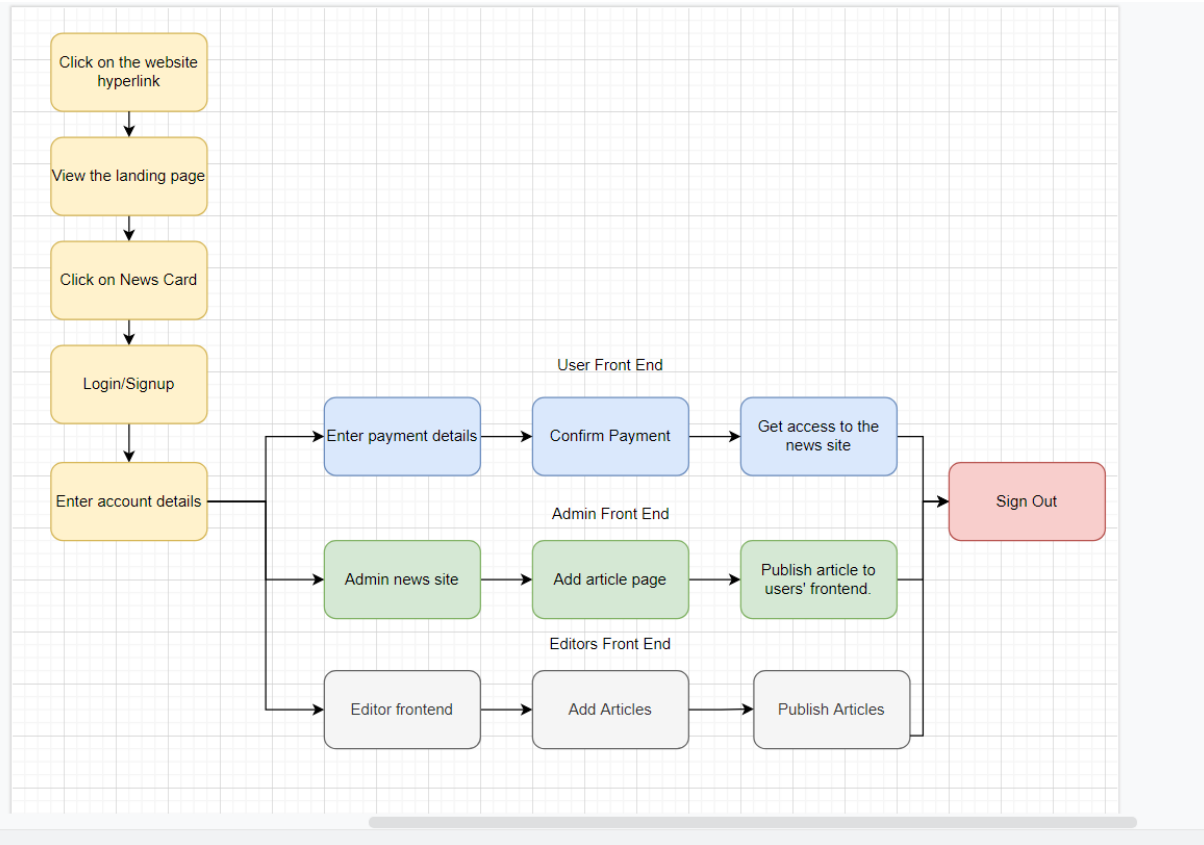 Click on the website
hyperlink
View the landing page
Click on News Card
Login/Signup
Enter account details
User Front End
Enter payment details
Confirm Payment
Get access to the
news site
Admin Front End
Admin news site
Add article page
Publish article to
users' frontend.
Editors Front End
Editor frontend
Add Articles
Publish Articles
Sign Out